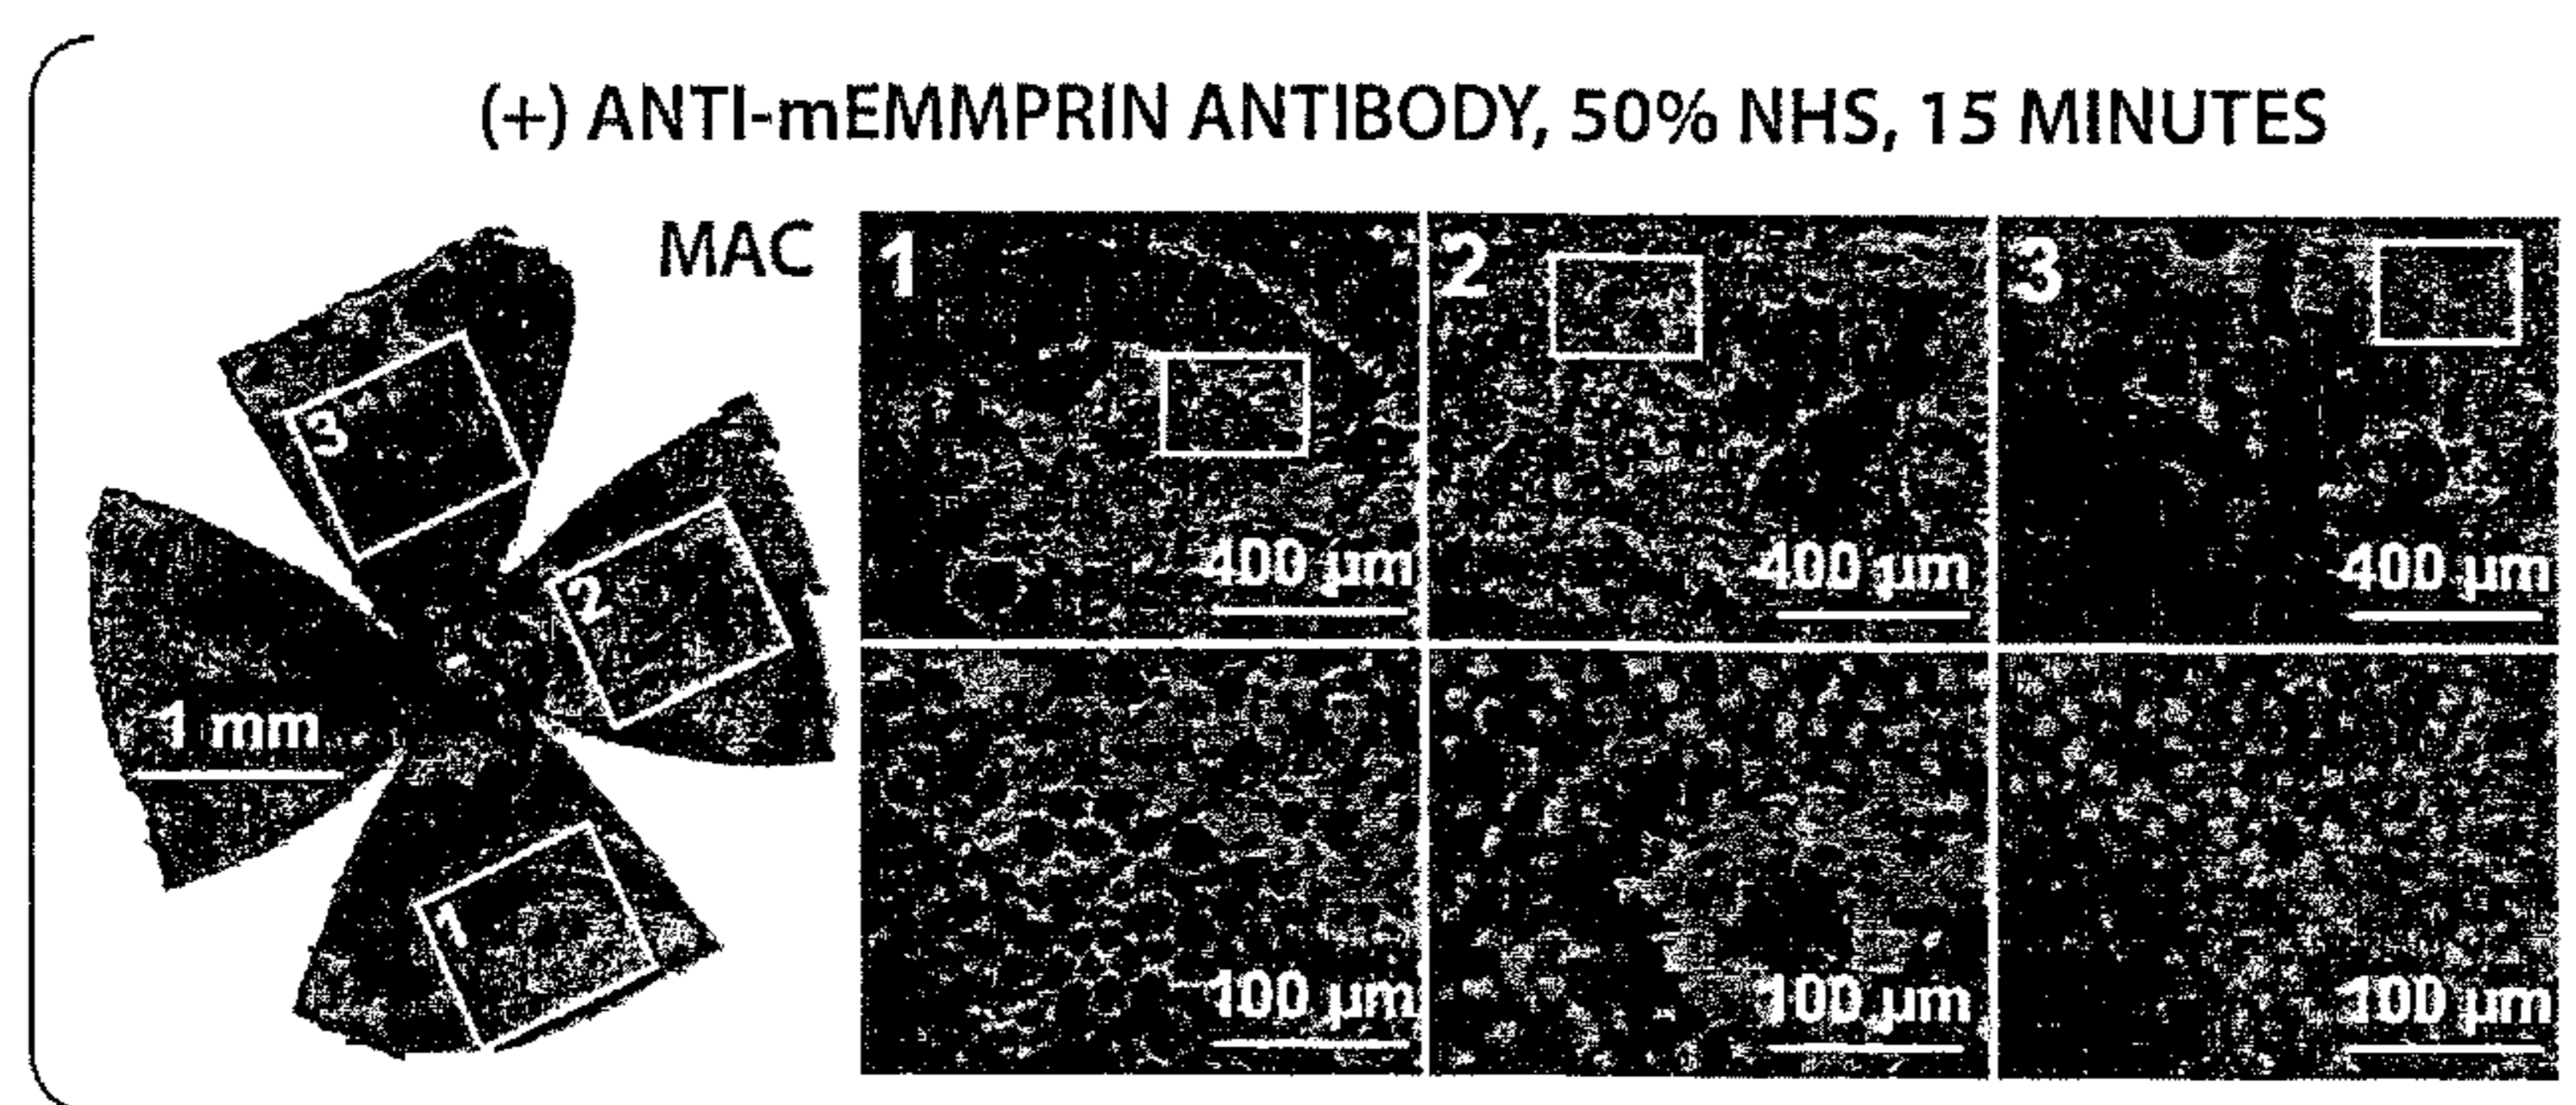 (+) ANTI-mEMMPRIN ANTIBODY, 50% NHS, 15 MINUTES
MAC
1
2
3
3
2
1 mm
1
400 µm
400 µm
400 µm
100 µm
100 µm
100 µm